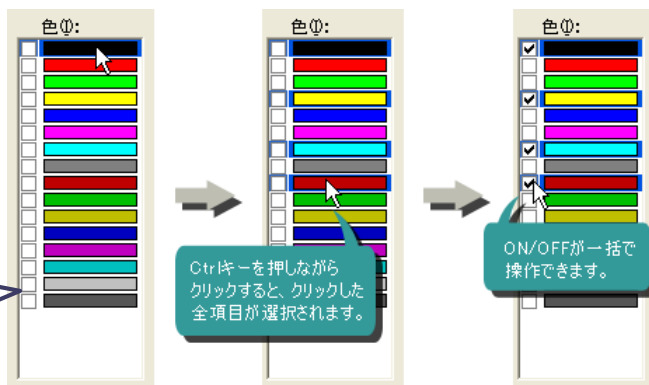 色(I):
色(I):
色(I):
Ctrlキーを押しながら
クリックすると、クリックした
全項目が選択されます。
ON/OFFが一括で
操作できます。